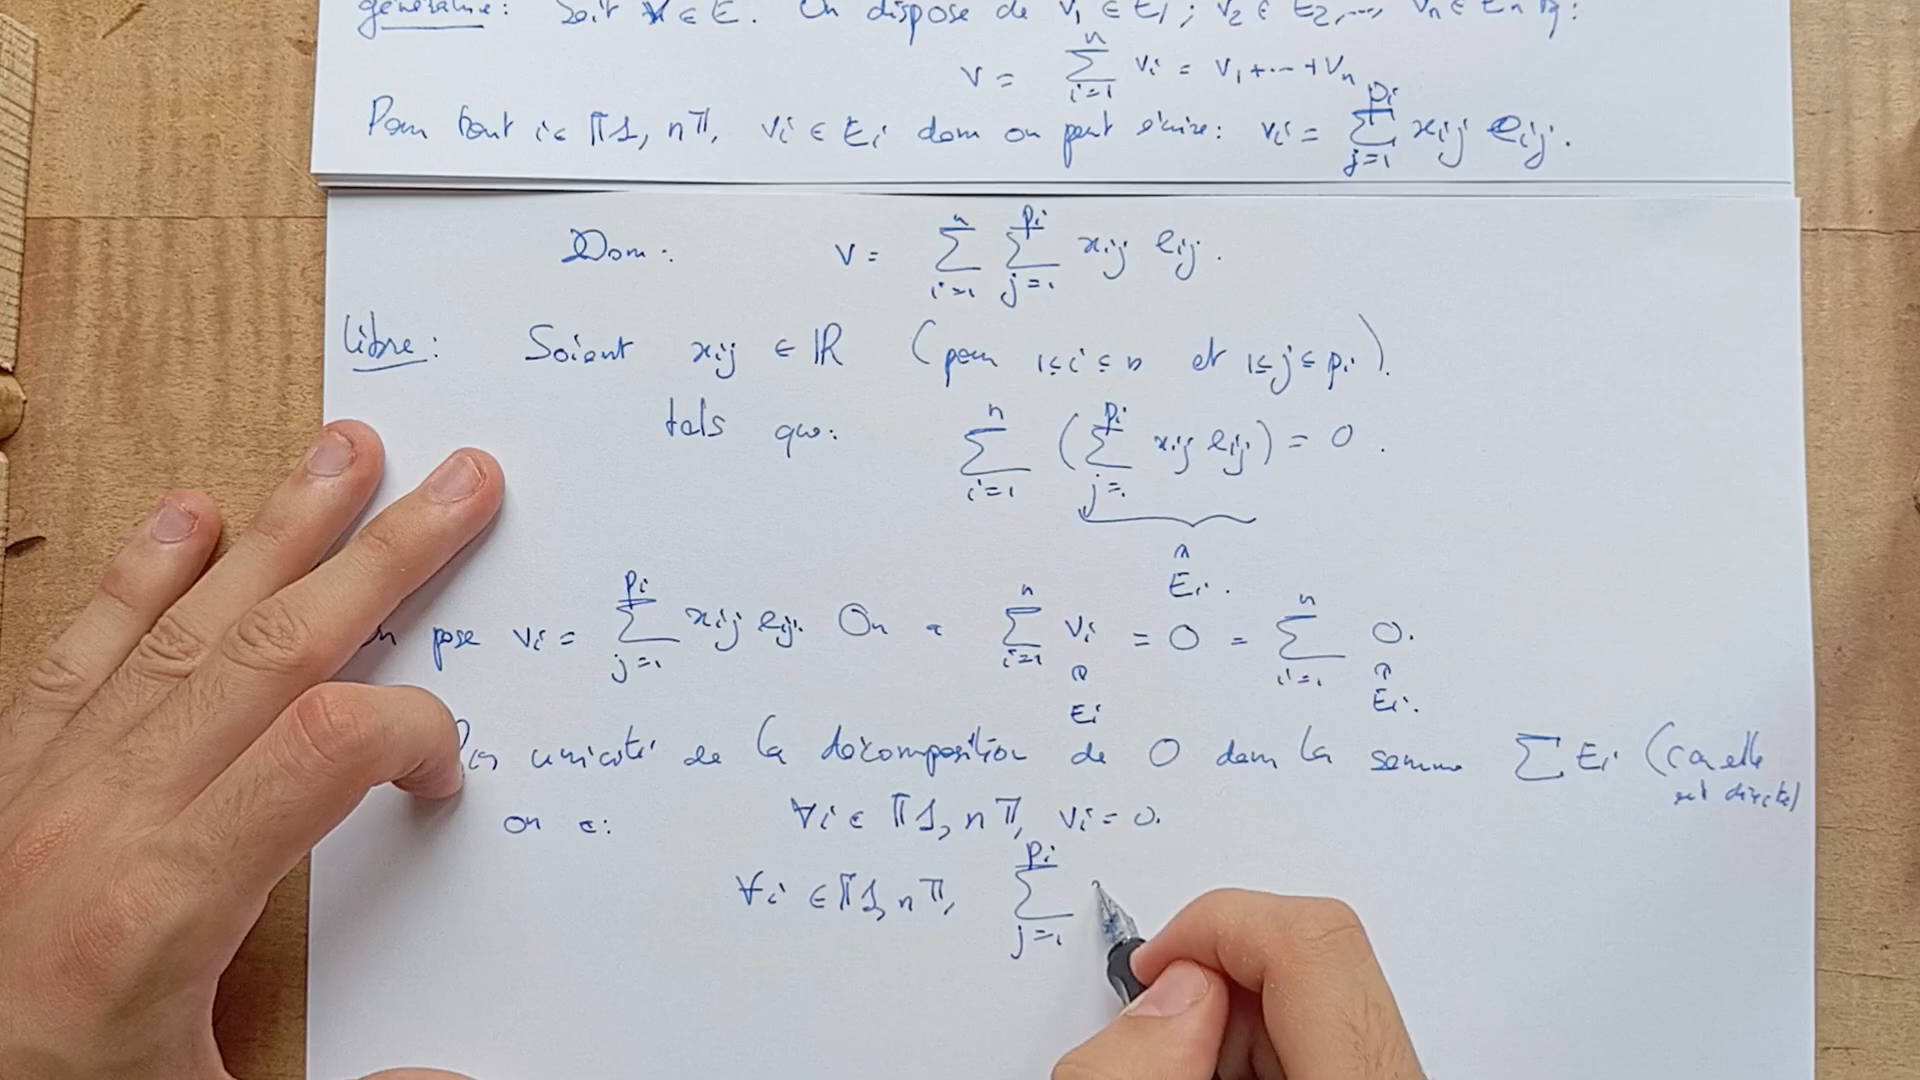 génératrice : Soit x ∈ E. On dispose de v₁ ∈ E₁ ; v₂ ∈ E₂, ..., vₙ ∈ Eₙ tq :
v = ∑_{i=1}^{n} vᵢ = v₁ + ... + vₙ
Pour tout i ∈ ⟦1, n⟧, vᵢ ∈ Eᵢ donc on peut écrire : vᵢ = ∑_{j=1}^{pᵢ} xᵢⱼ eᵢⱼ.
Donc : v = ∑_{i=1}^{n} ∑_{j=1}^{pᵢ} xᵢⱼ eᵢⱼ.
Libre : Soient xᵢⱼ ∈ ℝ (pour 1 ≤ i ≤ n et 1 ≤ j ≤ pᵢ).
tels que : ∑_{i=1}^{n} (∑_{j=1}^{pᵢ} xᵢⱼ eᵢⱼ) = 0.
∈ Eᵢ.
pose vᵢ = ∑_{j=1}^{pᵢ} xᵢⱼ eᵢⱼ. On a ∑_{i=1}^{n} vᵢ = 0 = ∑_{i=1}^{n} 0.
∈ Eᵢ ∈ Eᵢ.
Par unicité de la décomposition de 0 dans la somme ∑ Eᵢ (car elle est directe)
on a : ∀i ∈ ⟦1, n⟧, vᵢ = 0.
∀i ∈ ⟦1, n⟧, ∑_{j=1}^{pᵢ}